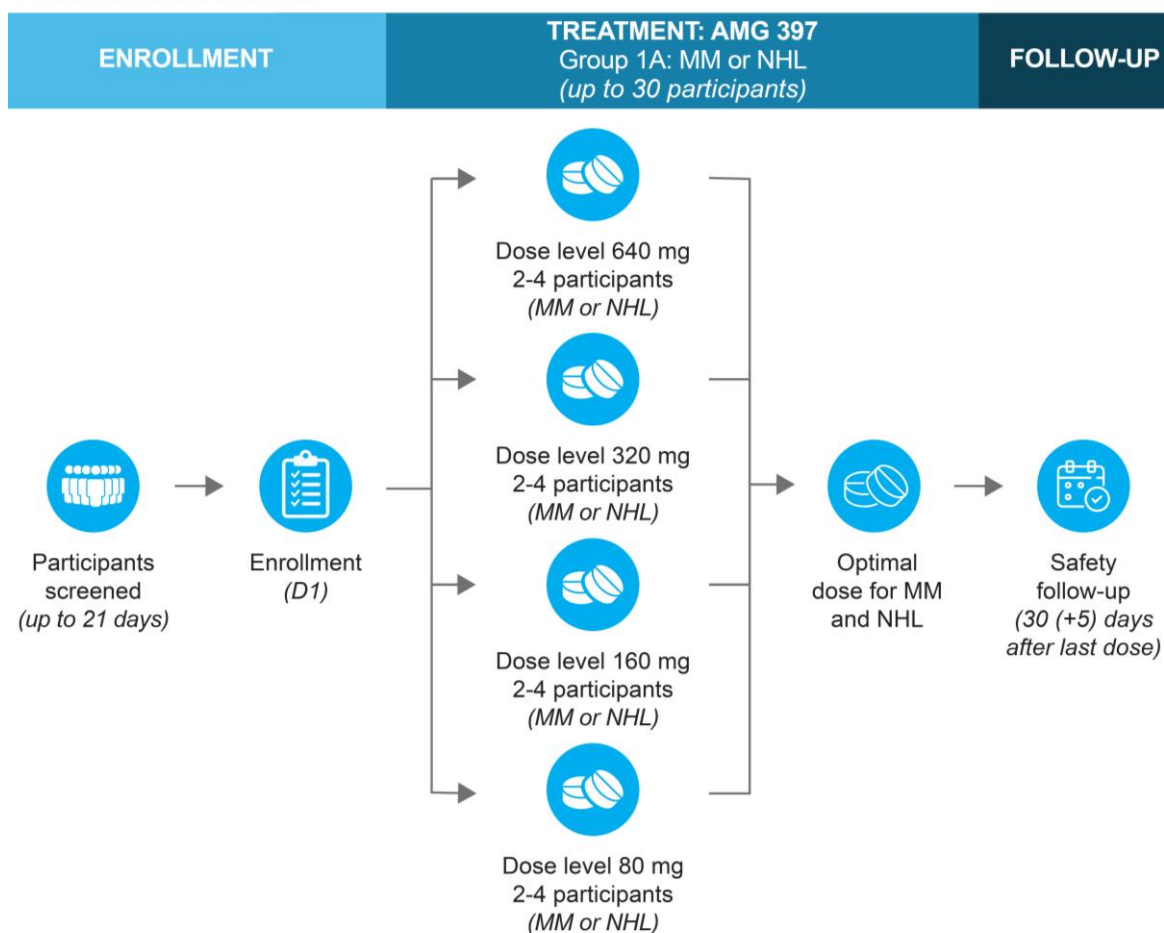 ENROLLMENT
TREATMENT: AMG 397
Group 1A: MM or NHL
(up to 30 participants)
FOLLOW-UP
Dose level 640 mg
2-4 participants
(MM or NHL)
Dose level 320 mg
2-4 participants
(MM or NHL)
Participants
screened
(up to 21 days)
Enrollment
(D1)
Optimal
dose for MM
and NHL
Safety
follow-up
(30 (+5) days
after last dose)
Dose level 160 mg
2-4 participants
(MM or NHL)
Dose level 80 mg
2-4 participants
(MM or NHL)